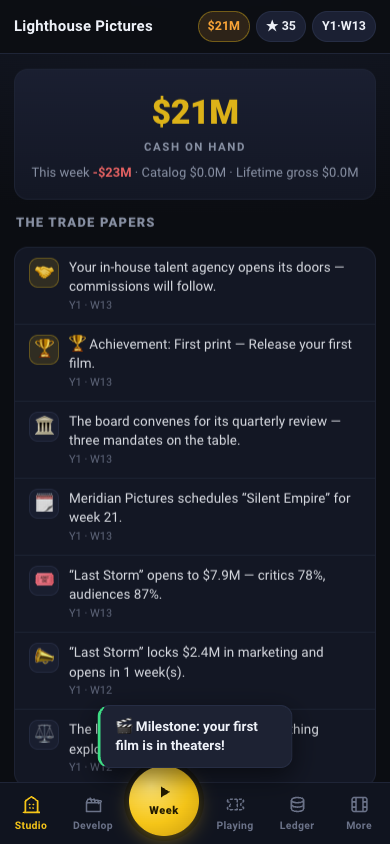 Lighthouse Pictures
$21M
★ 35
Y1·W13
$21M
CASH ON HAND
This week -$23M · Catalog $0.0M · Lifetime gross $0.0M
THE TRADE PAPERS
Your in-house talent agency opens its doors —
commissions will follow.
Y1 · W13
🏆 Achievement: First print — Release your first
film.
Y1 · W13
The board convenes for its quarterly review —
three mandates on the table.
Y1 · W13
Meridian Pictures schedules “Silent Empire” for
week 21.
Y1 · W13
“Last Storm” opens to $7.9M — critics 78%,
audiences 87%.
Y1 · W13
“Last Storm” locks $2.4M in marketing and
opens in 1 week(s).
Y1 · W12
The
Y1 · W12
🎬 Milestone: your first
film is in theaters!
Studio
Develop
Week
Playing
Ledger
More